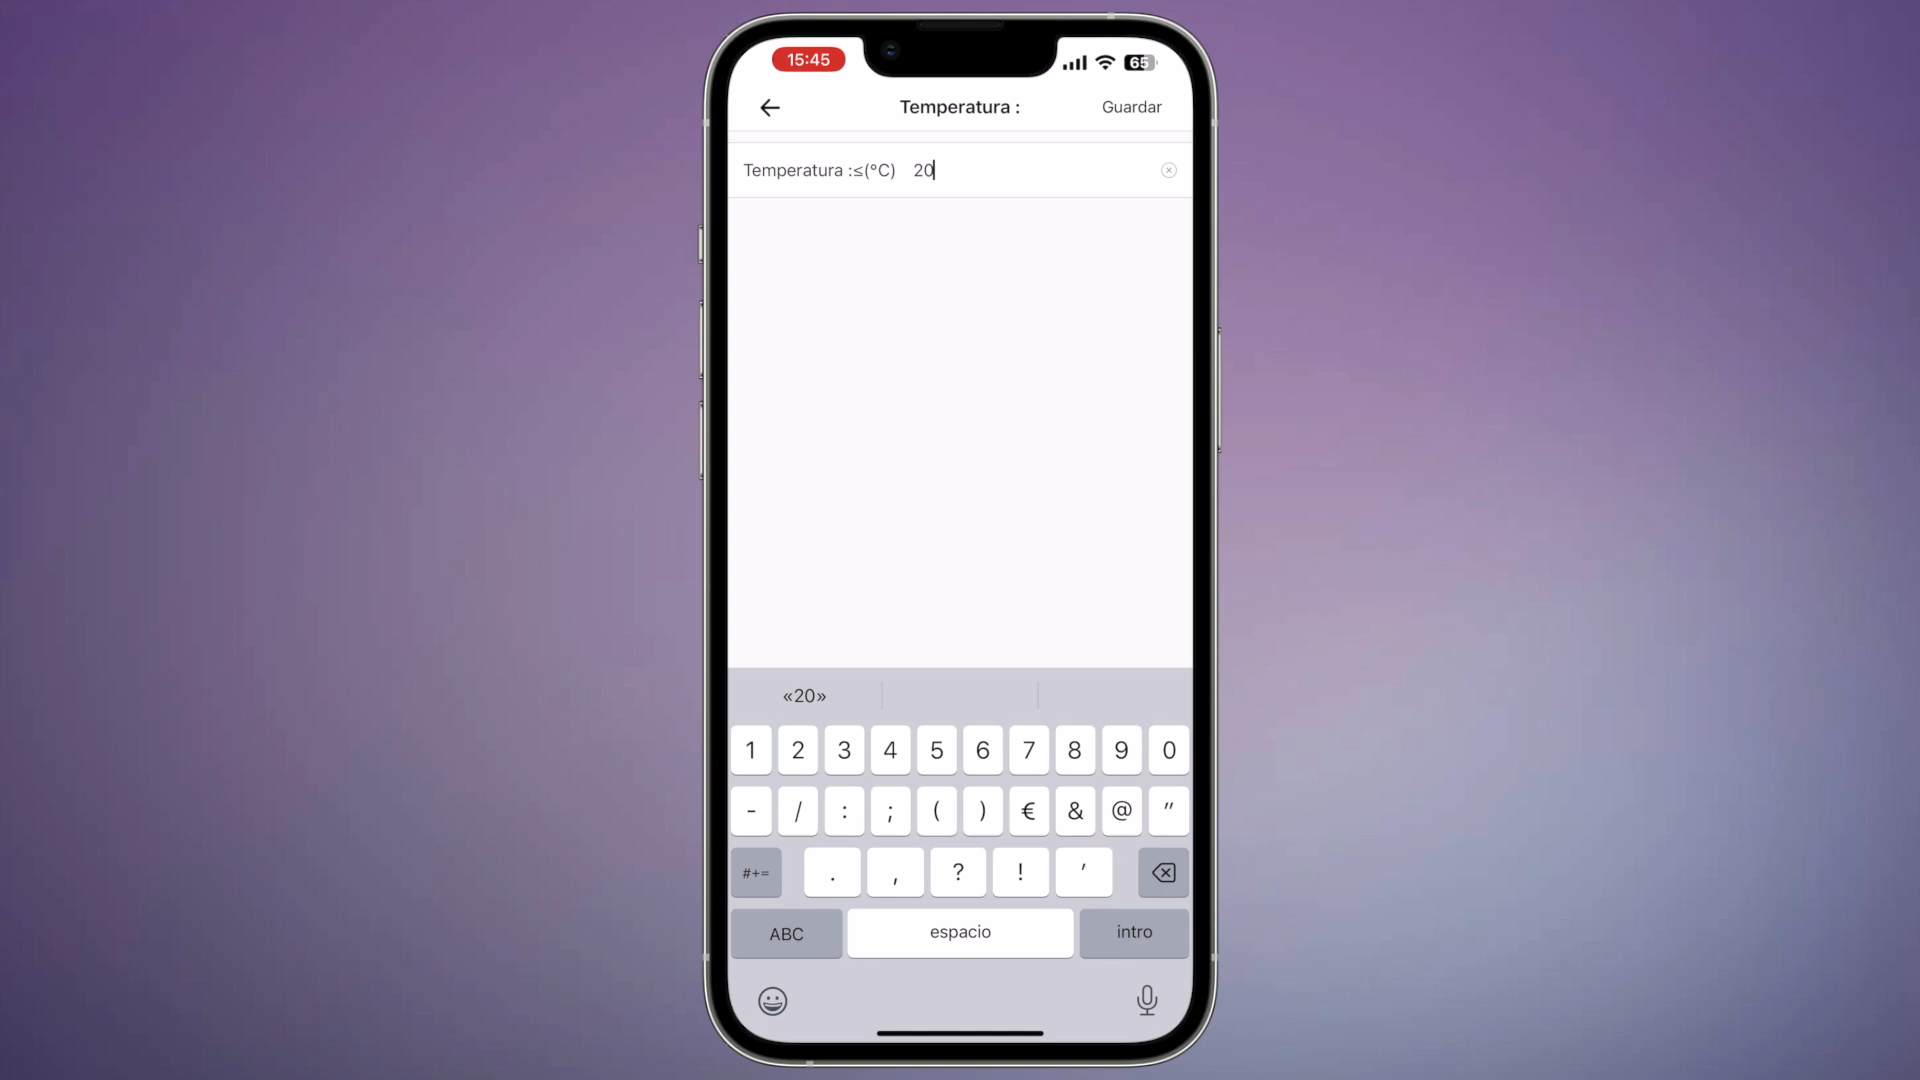 15:45
65
Temperatura :
Guardar
Temperatura :≤(°C) 20
«20»
1 2 3 4 5 6 7 8 9 0
- / : ; ( ) € & @ "
#+= . , ? ! '
ABC espacio intro